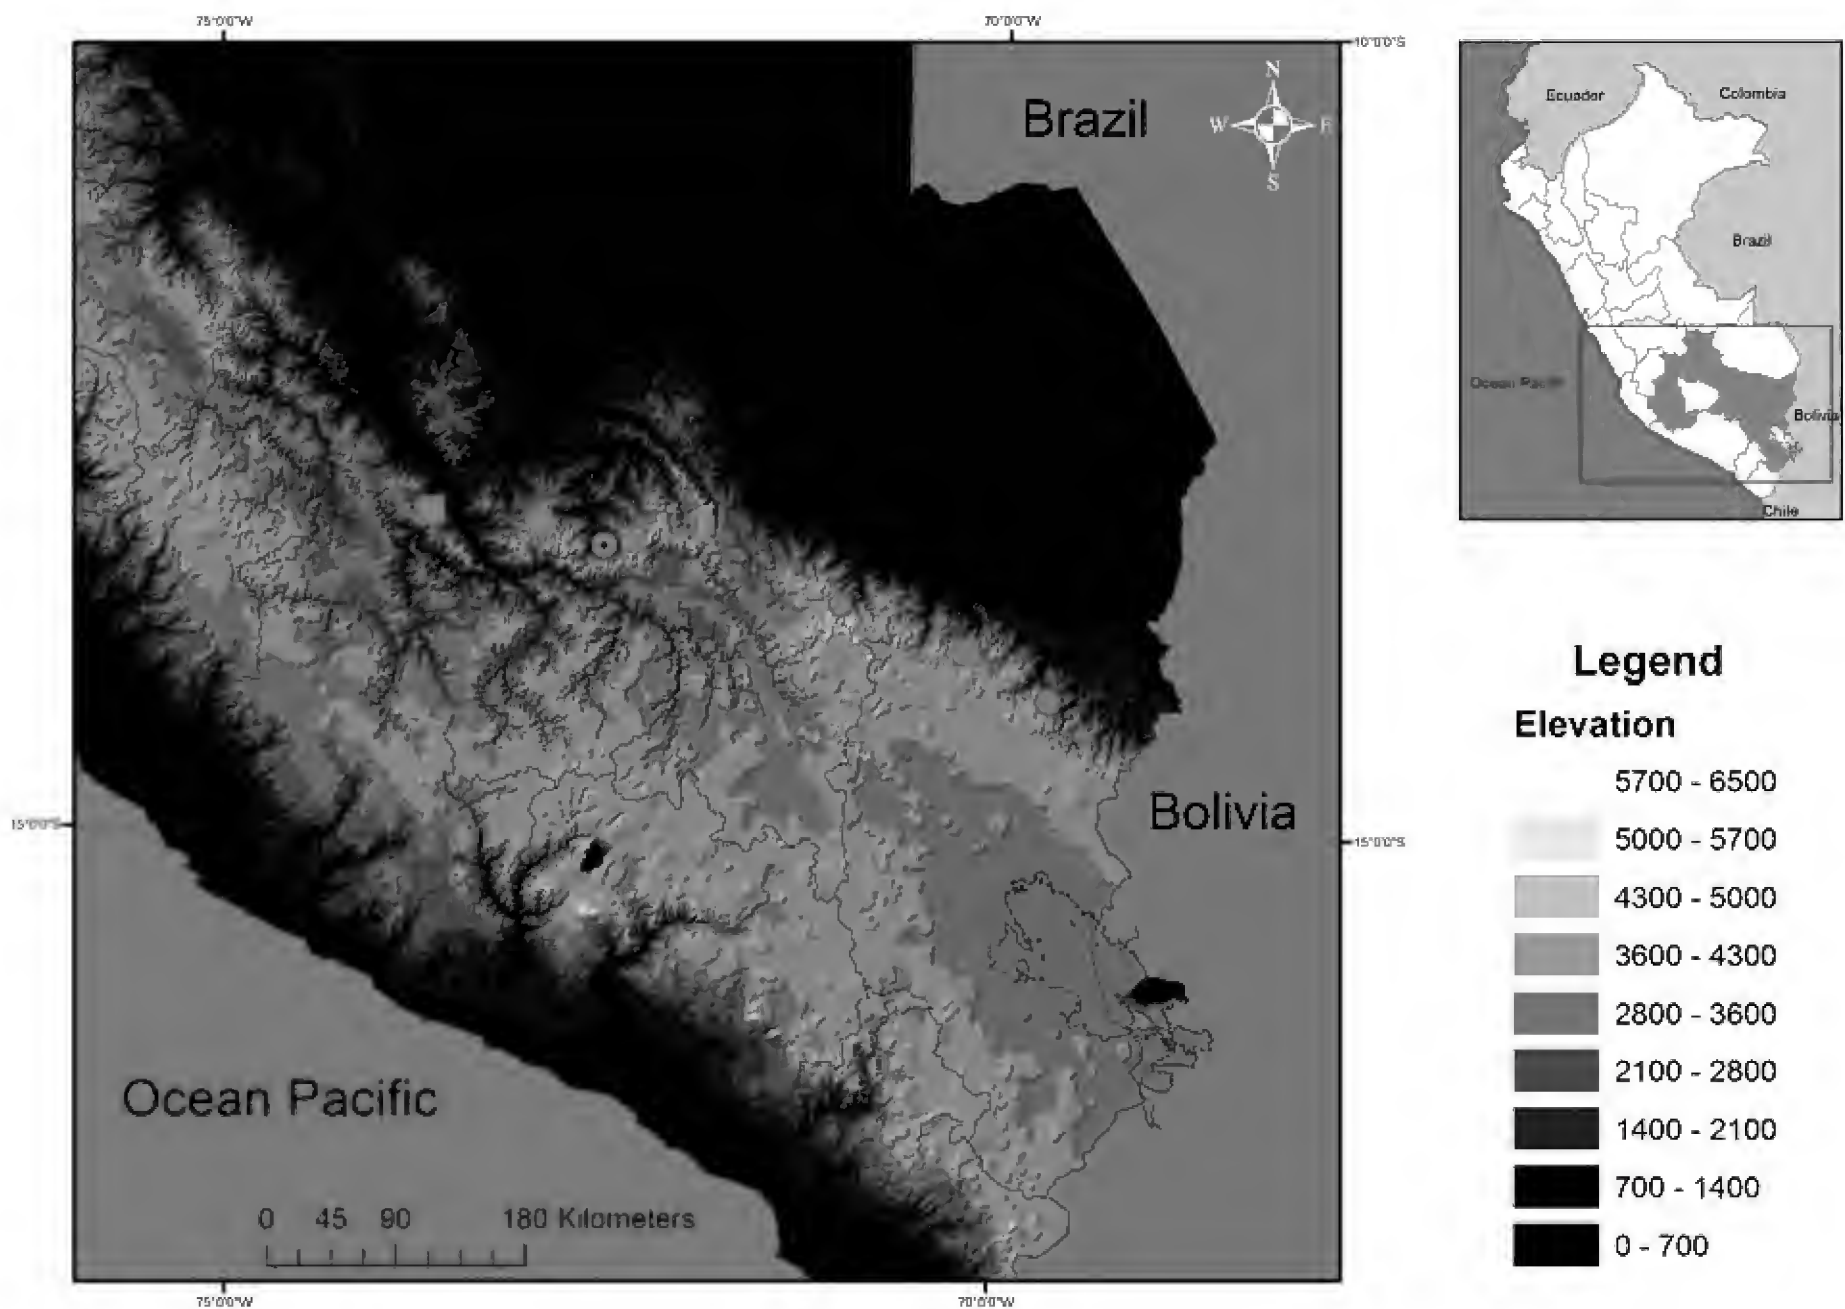 75°0'0"W
70°0'0"W
10°0'0"S
Brazil
N
W
E
S
Ecuador
Colombia
Brazil
Ocean Pacific
Bolivia
Chile
Legend
Elevation
5700 - 6500
5000 - 5700
4300 - 5000
3600 - 4300
2800 - 3600
2100 - 2800
1400 - 2100
700 - 1400
0 - 700
15°0'0"S
Bolivia
15°0'0"S
Ocean Pacific
0 45 90 180 Kilometers
75°0'0"W
70°0'0"W